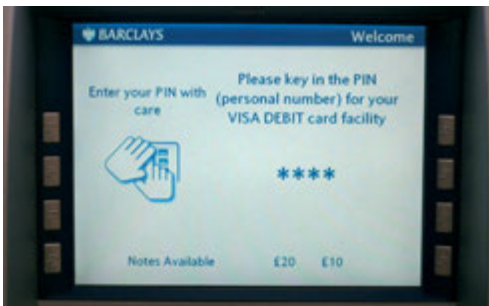 BARCLAYS
Welcome
Enter your PIN with
care
Please key in the PIN
(personal number) for your
VISA DEBIT card facility
****
Notes Available £20 £10